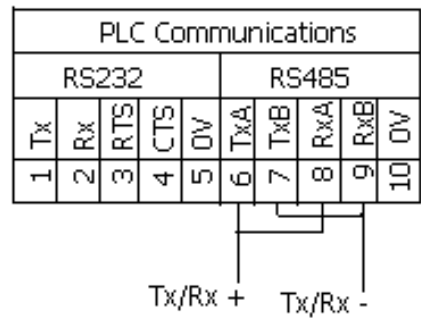 PLC Communications
RS232 RS485
Tx Rx RTS CTS 0V TxA TxB RxA RxB 0V
1 2 3 4 5 6 7 8 9 10
Tx/Rx + Tx/Rx -